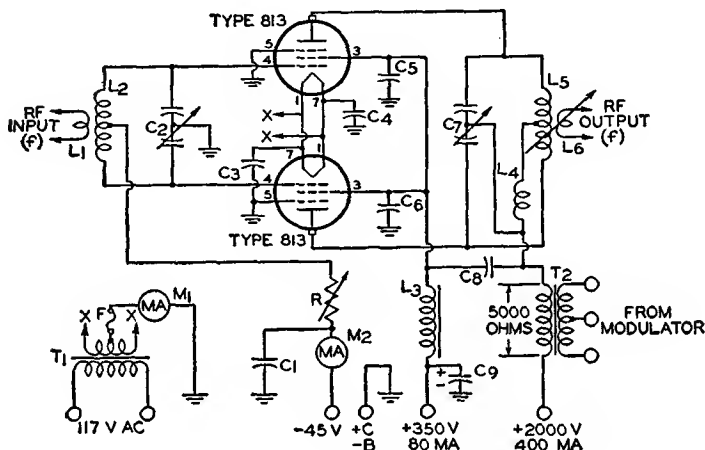 TYPE 813
5
4
3
C5
L2
C2
RF
INPUT
(f)
L1
1
7
X
X
C4
7
1
C3
4
5
3
C6
TYPE 813
C7
L5
L4
RF
OUTPUT
(f)
L6
C8
L3
T2
5000
OHMS
FROM
MODULATOR
R
M2
MA
C1
C9
+
-
X
F
X
MA
M1
T1
117 V AC
-45 V
+C
-B
+350 V
80 MA
+2000 V
400 MA